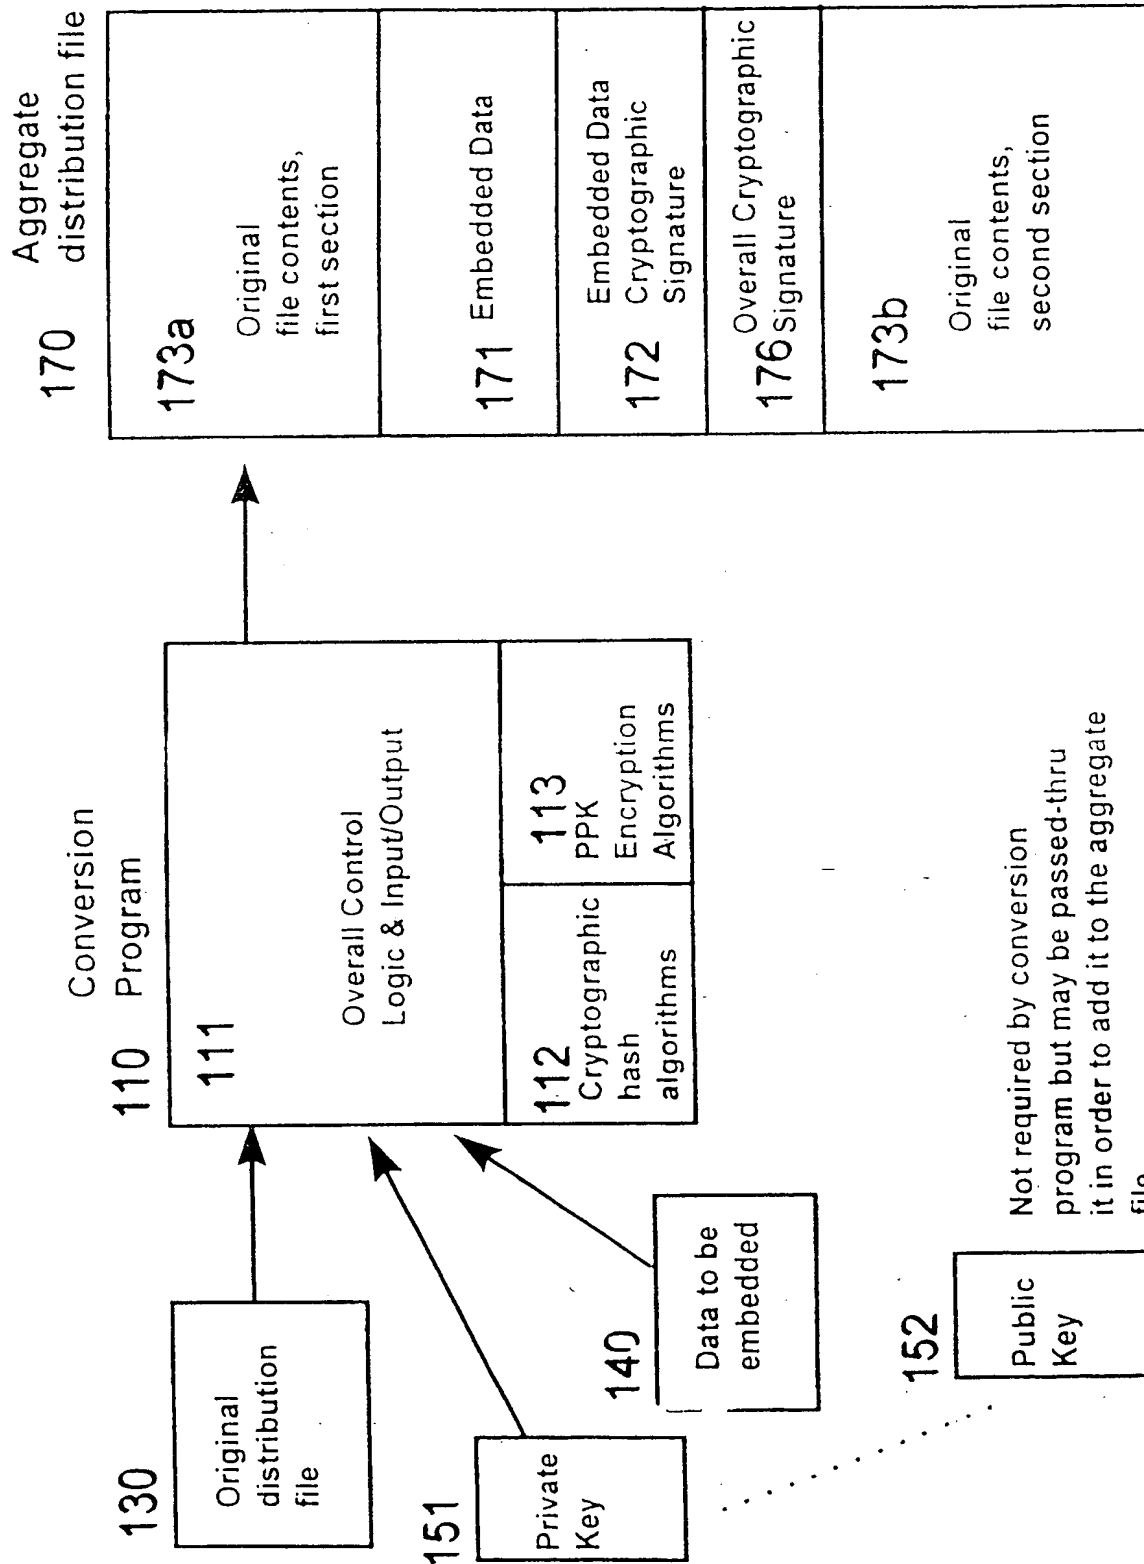 130
Original
distribution
file
151
Private
Key
140
Data to be
embedded
152
Public
Key
Not required by conversion
program but may be passed-thru
it in order to add it to the aggregate
file
Conversion
110 Program
111
Overall Control
Logic & Input/Output
112
Cryptographic
hash
algorithms
113
PPK
Encryption
Algorithms
Aggregate
170 distribution file
173a
Original
file contents,
first section
171 Embedded Data
Embedded Data
172 Cryptographic
Signature
Overall Cryptographic
176 Signature
173b
Original
file contents,
second section